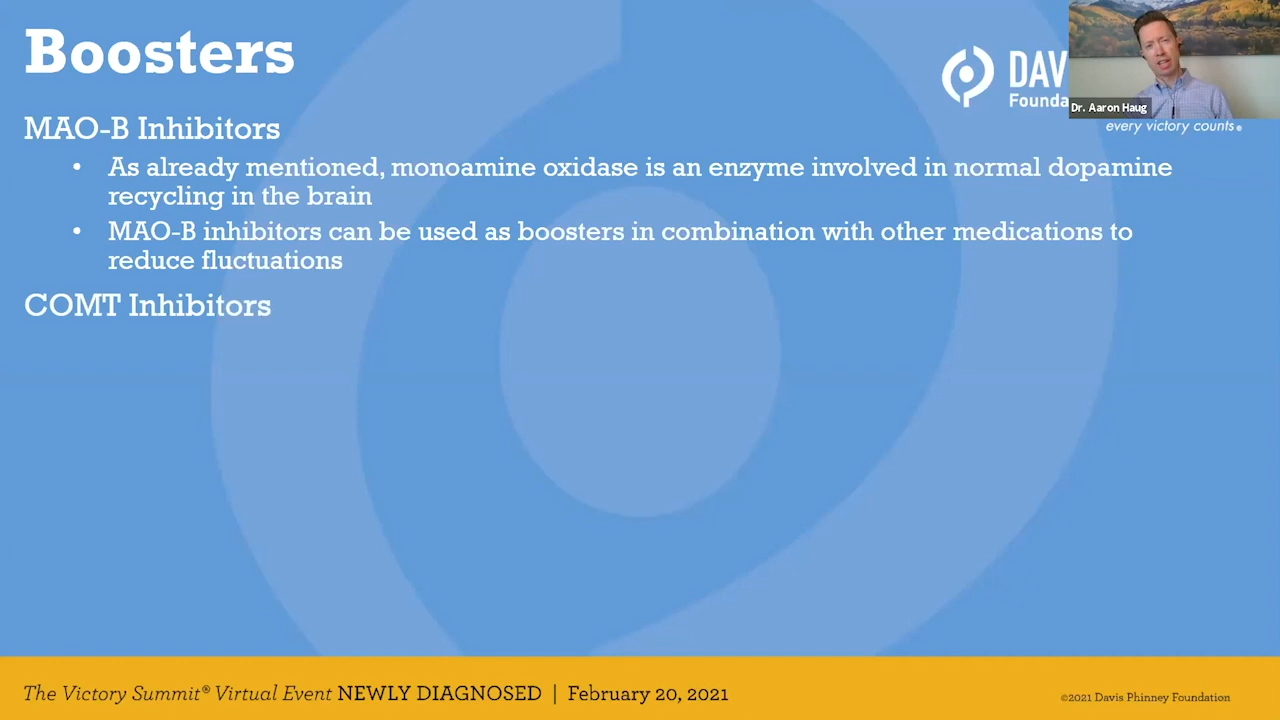 Boosters
DAV
Founda
Dr. Aaron Haug
every victory counts®
MAO-B Inhibitors
• As already mentioned, monoamine oxidase is an enzyme involved in normal dopamine
recycling in the brain
• MAO-B inhibitors can be used as boosters in combination with other medications to
reduce fluctuations
COMT Inhibitors
The Victory Summit® Virtual Event NEWLY DIAGNOSED | February 20, 2021
©2021 Davis Phinney Foundation